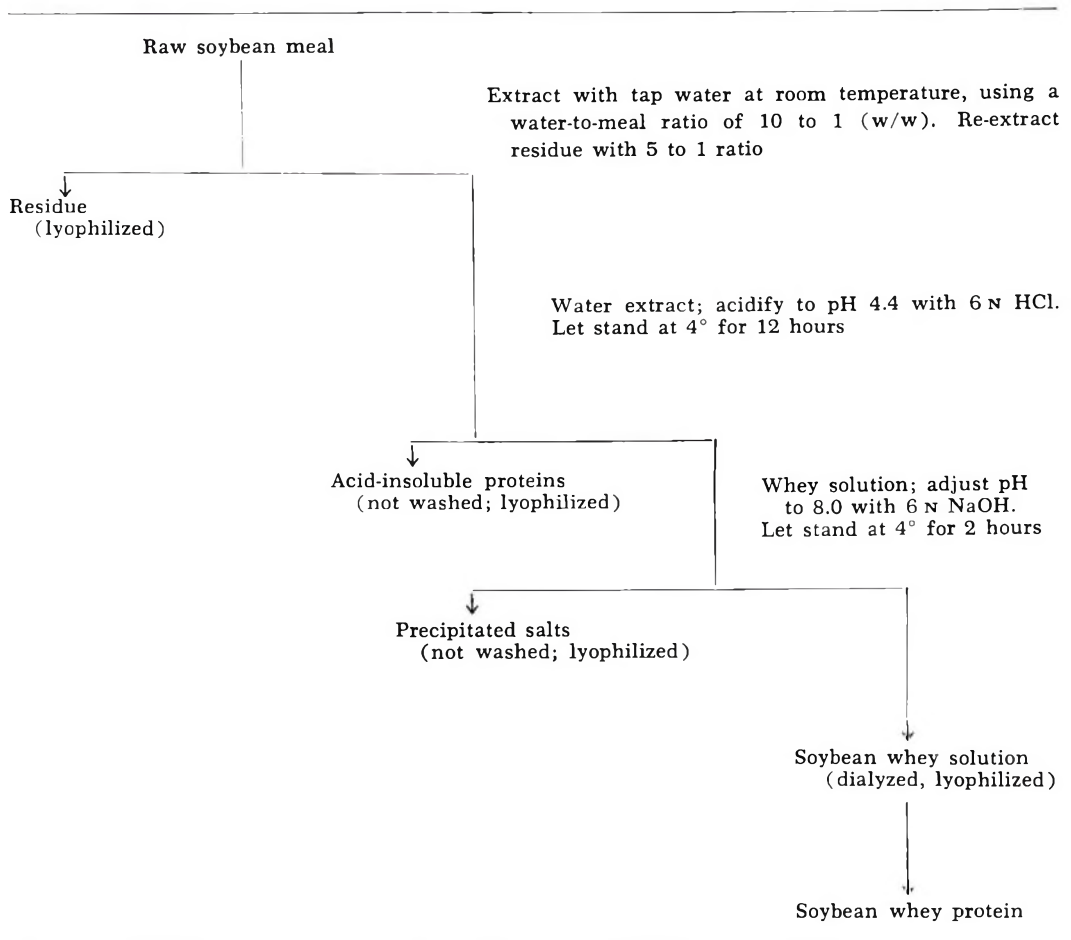 Raw soybean meal
Extract with tap water at room temperature, using a
water-to-meal ratio of 10 to 1 (w/w). Re-extract
residue with 5 to 1 ratio
Residue
(lyophilized)
Water extract; acidify to pH 4.4 with 6 N HCl.
Let stand at 4° for 12 hours
Acid-insoluble proteins
(not washed; lyophilized)
Whey solution; adjust pH
to 8.0 with 6 N NaOH.
Let stand at 4° for 2 hours
Precipitated salts
(not washed; lyophilized)
Soybean whey solution
(dialyzed, lyophilized)
Soybean whey protein